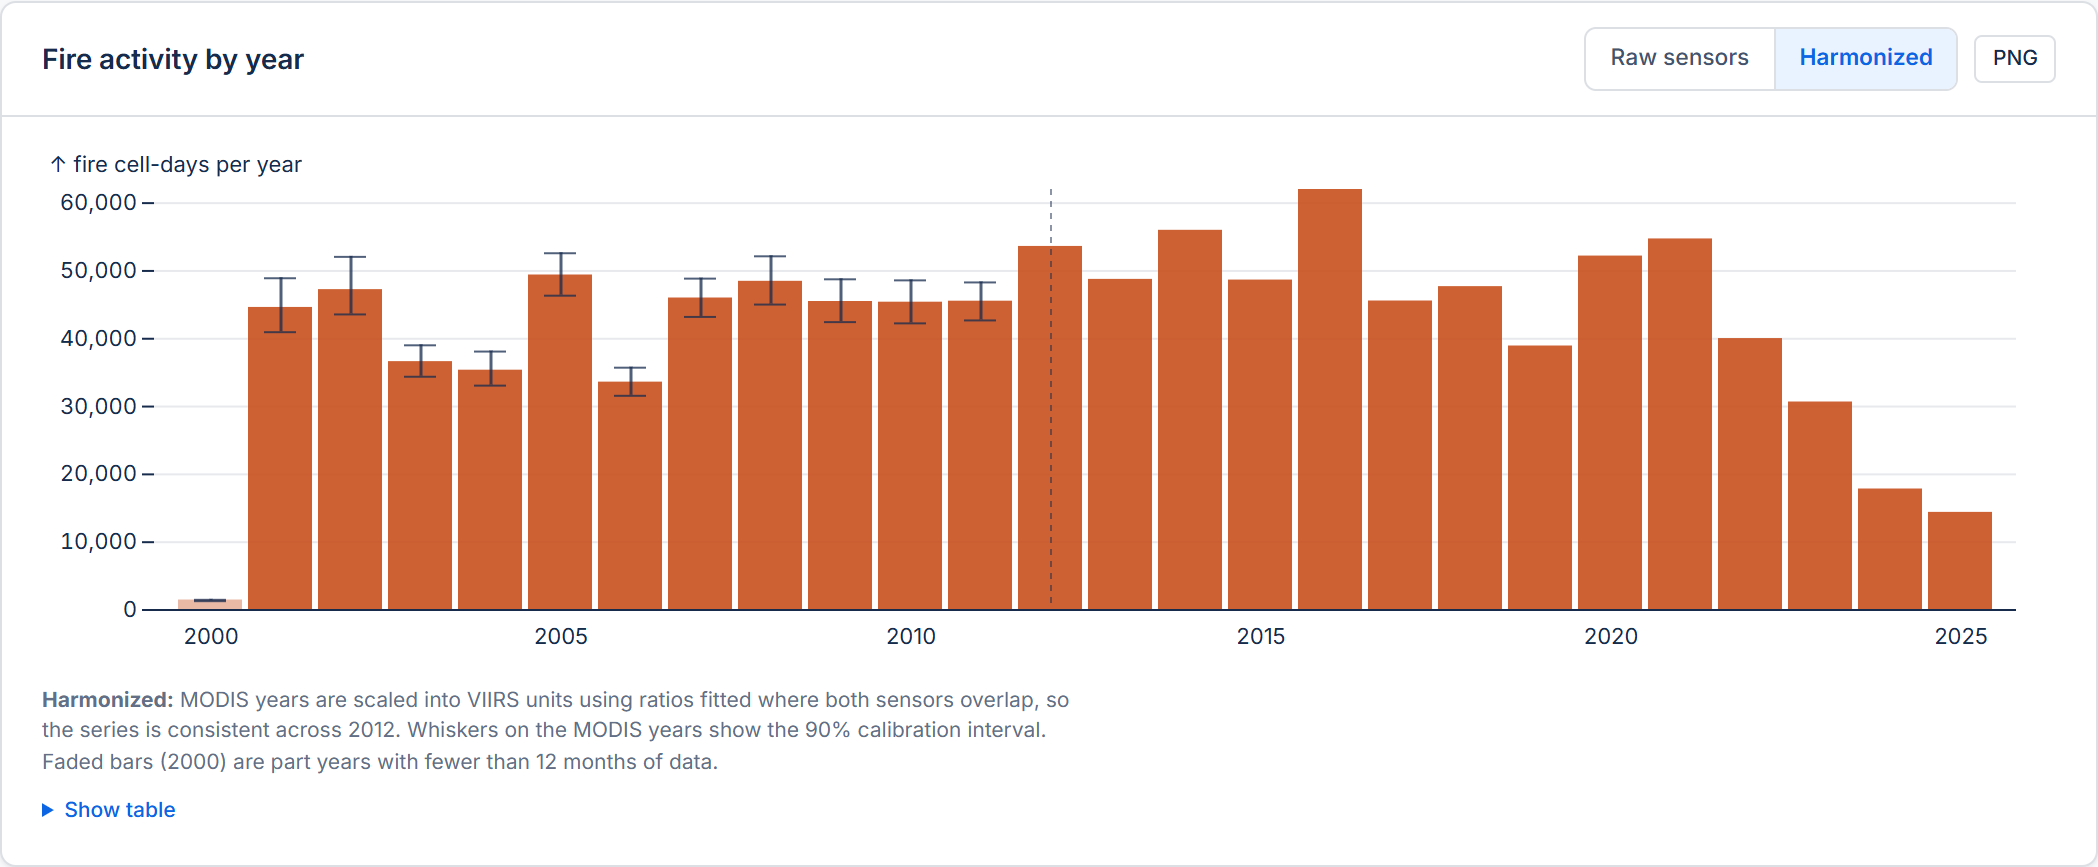 Fire activity by year
Raw sensors
Harmonized
PNG
↑ fire cell-days per year
60,000
50,000
40,000
30,000
20,000
10,000
0
2000
2005
2010
2015
2020
2025
Harmonized: MODIS years are scaled into VIIRS units using ratios fitted where both sensors overlap, so
the series is consistent across 2012. Whiskers on the MODIS years show the 90% calibration interval.
Faded bars (2000) are part years with fewer than 12 months of data.
Show table